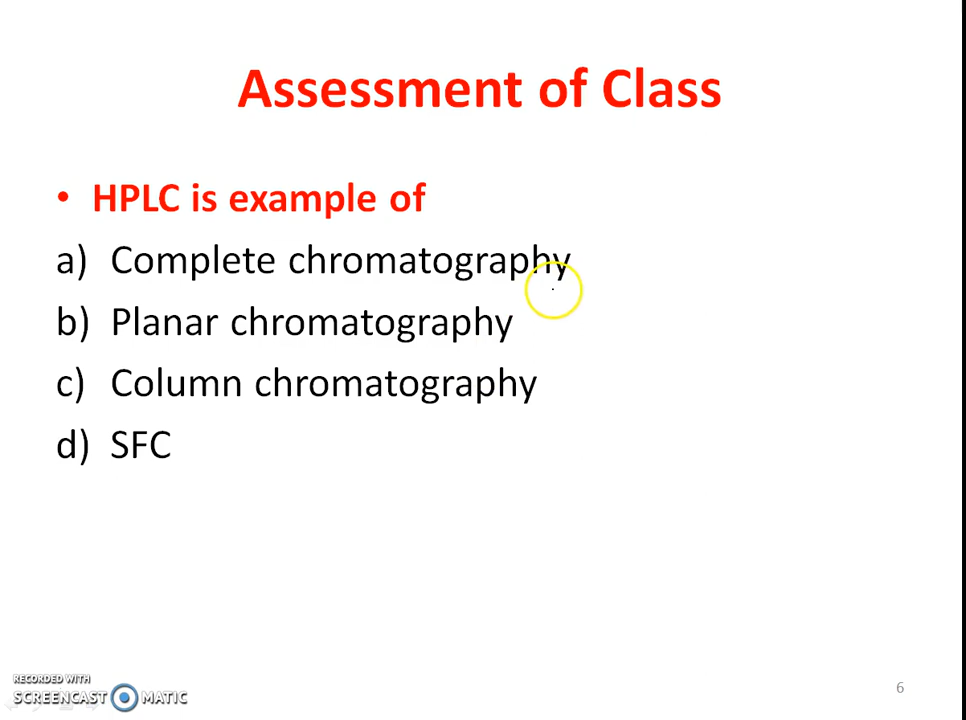 Assessment of Class
• HPLC is example of
a) Complete chromatography
b) Planar chromatography
c) Column chromatography
d) SFC
RECORDED WITH
SCREENCAST MATIC
6